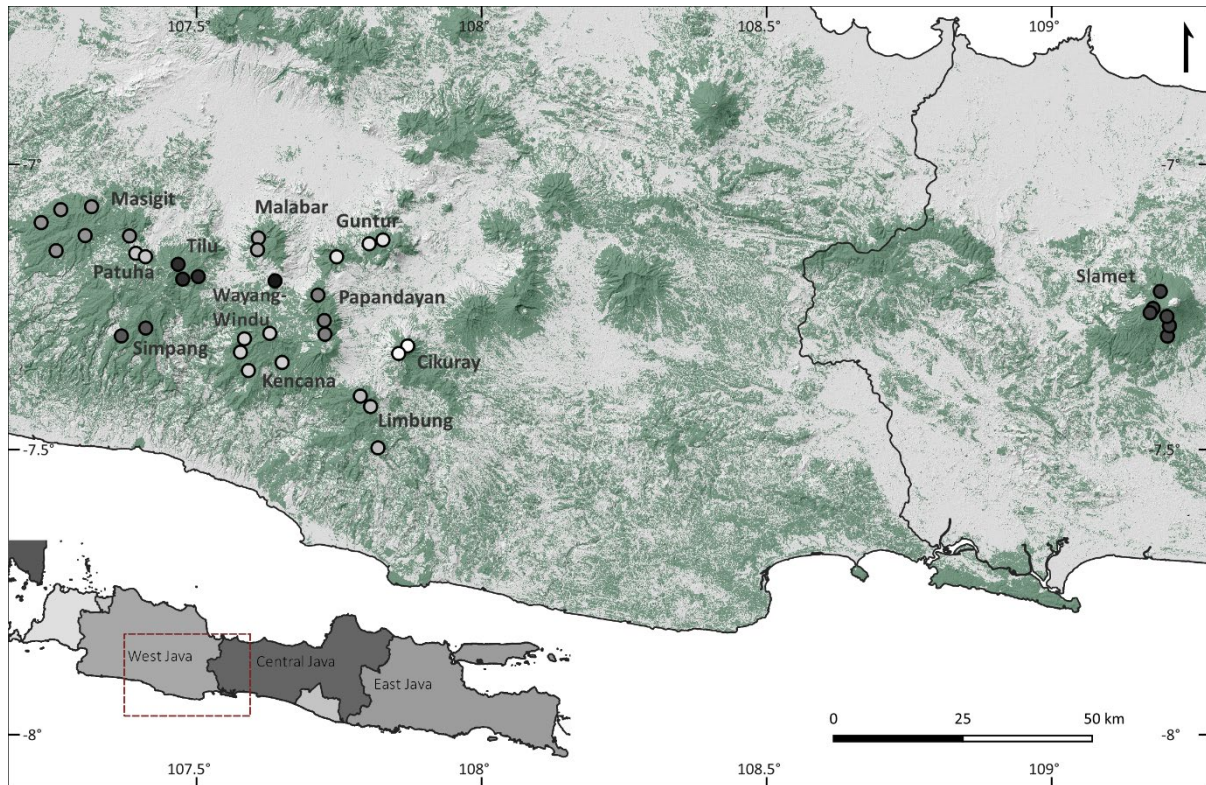 107.5°
108°
108.5°
109°
-7°
-7°
Masigit
Malabar
Guntur
Tilu
Patuha
Slamet
Wayang-
Windu
Papandayan
Simpang
Cikuray
Kencana
Limbung
-7.5°
-7.5°
West Java
Central Java
East Java
0
25
50 km
-8°
-8°
107.5°
108°
108.5°
109°